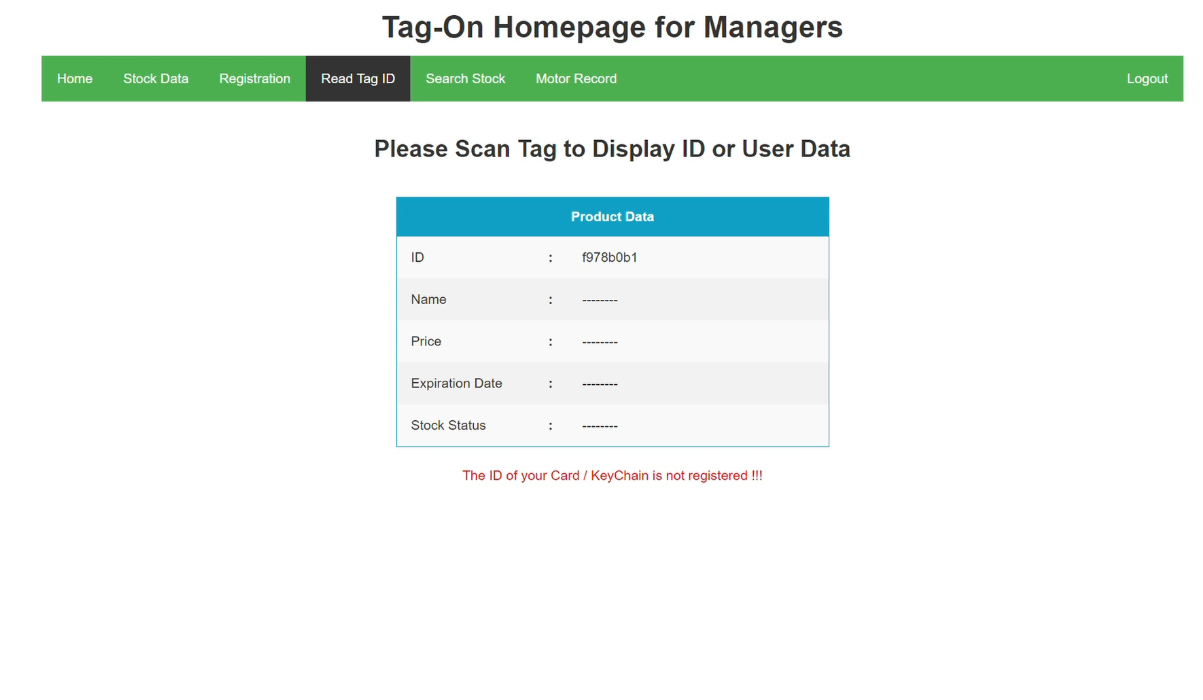 Tag-On Homepage for Managers
Home Stock Data Registration Read Tag ID Search Stock Motor Record Logout
Please Scan Tag to Display ID or User Data
Product Data
ID : f978b0b1
Name : --------
Price : --------
Expiration Date : --------
Stock Status : --------
The ID of your Card / KeyChain is not registered !!!